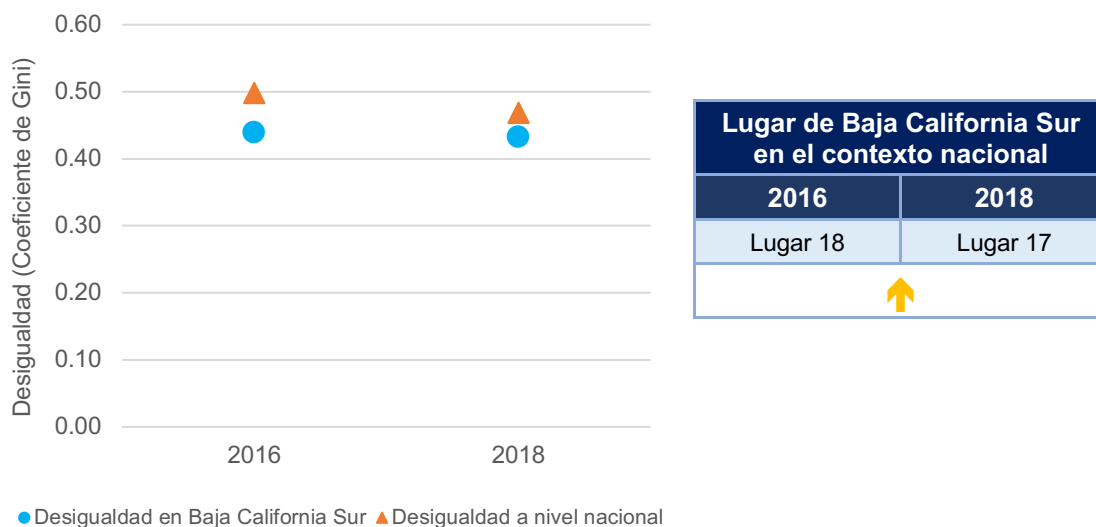 0.60
0.50
0.40
0.30
0.20
0.10
0.00
Desigualdad (Coeficiente de Gini)
2016
2018
Desigualdad en Baja California Sur
Desigualdad a nivel nacional
Lugar de Baja California Sur
en el contexto nacional
2016
2018
Lugar 18
Lugar 17